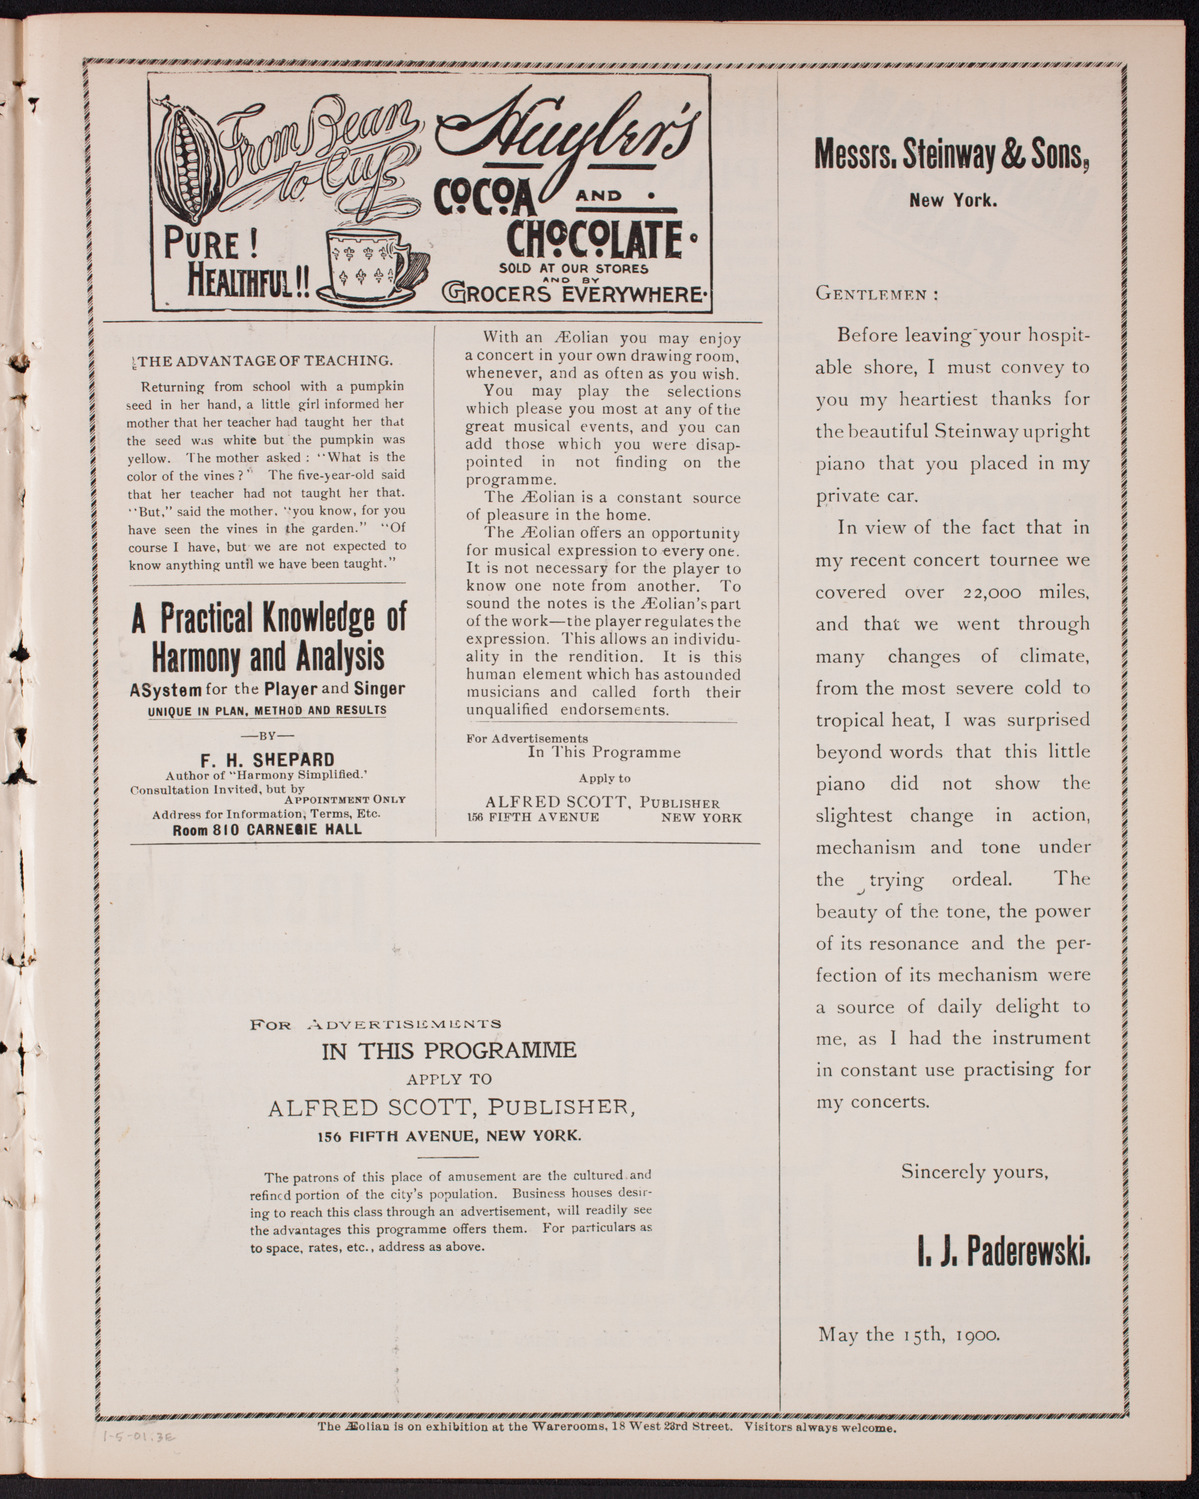 From Bean
to Cup
PURE!
HEALTHFUL!!
Huyler's
COCOA AND
CHOCOLATE
SOLD AT OUR STORES
AND BY
GROCERS EVERYWHERE.
THE ADVANTAGE OF TEACHING.
Returning from school with a pumpkin
seed in her hand, a little girl informed her
mother that her teacher had taught her that
the seed was white but the pumpkin was
yellow. The mother asked: "What is the
color of the vines?" The five-year-old said
that her teacher had not taught her that.
"But," said the mother, "you know, for you
have seen the vines in the garden." "Of
course I have, but we are not expected to
know anything until we have been taught."
A Practical Knowledge of
Harmony and Analysis
A System for the Player and Singer
UNIQUE IN PLAN, METHOD AND RESULTS
—BY—
F. H. SHEPARD
Author of "Harmony Simplified.'
Consultation Invited, but by
APPOINTMENT ONLY
Address for Information, Terms, Etc.
Room 810 CARNEGIE HALL
With an Æolian you may enjoy
a concert in your own drawing room,
whenever, and as often as you wish.
You may play the selections
which please you most at any of the
great musical events, and you can
add those which you were disap-
pointed in not finding on the
programme.
The Æolian is a constant source
of pleasure in the home.
The Æolian offers an opportunity
for musical expression to every one.
It is not necessary for the player to
know one note from another. To
sound the notes is the Æolian's part
of the work—the player regulates the
expression. This allows an individu-
ality in the rendition. It is this
human element which has astounded
musicians and called forth their
unqualified endorsements.
For Advertisements
In This Programme
Apply to
ALFRED SCOTT, PUBLISHER
156 FIFTH AVENUE NEW YORK
FOR ADVERTISEMENTS
IN THIS PROGRAMME
APPLY TO
ALFRED SCOTT, PUBLISHER,
156 FIFTH AVENUE, NEW YORK.
The patrons of this place of amusement are the cultured and
refined portion of the city's population. Business houses desir-
ing to reach this class through an advertisement, will readily see
the advantages this programme offers them. For particulars as
to space, rates, etc., address as above.
Messrs. Steinway & Sons,
New York.
GENTLEMEN:
Before leaving your hospit-
able shore, I must convey to
you my heartiest thanks for
the beautiful Steinway upright
piano that you placed in my
private car.
In view of the fact that in
my recent concert tournee we
covered over 22,000 miles,
and that we went through
many changes of climate,
from the most severe cold to
tropical heat, I was surprised
beyond words that this little
piano did not show the
slightest change in action,
mechanism and tone under
the trying ordeal. The
beauty of the tone, the power
of its resonance and the per-
fection of its mechanism were
a source of daily delight to
me, as I had the instrument
in constant use practising for
my concerts.
Sincerely yours,
I. J. Paderewski.
May the 15th, 1900.
The Æolian is on exhibition at the Warerooms, 18 West 23rd Street. Visitors always welcome.
1-5-01.3E